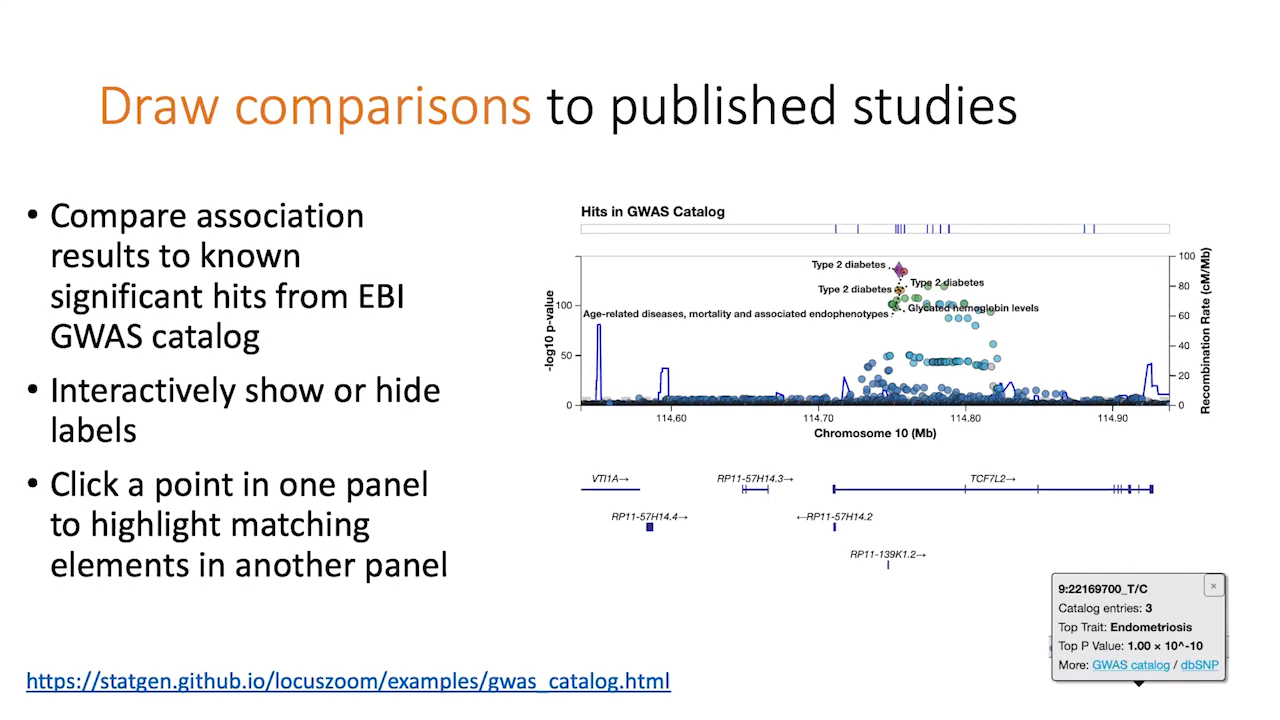 Draw comparisons to published studies
• Compare association
results to known
significant hits from EBI
GWAS catalog
• Interactively show or hide
labels
• Click a point in one panel
to highlight matching
elements in another panel
https://statgen.github.io/locuszoom/examples/gwas_catalog.html
Hits in GWAS Catalog
-log10 p-value
100
50
0
Type 2 diabetes
Type 2 diabetes
Type 2 diabetes
Glycated hemoglobin levels
Age-related diseases, mortality and associated endophenotypes
100
80
60
40
20
0
Recombination Rate (cM/Mb)
114.60 114.70 114.80 114.90
Chromosome 10 (Mb)
VTI1A→ RP11-57H14.3→ TCF7L2→
RP11-57H14.4→ ←RP11-57H14.2
RP11-139K1.2→
9:22169700_T/C ×
Catalog entries: 3
Top Trait: Endometriosis
Top P Value: 1.00 × 10^-10
More: GWAS catalog / dbSNP